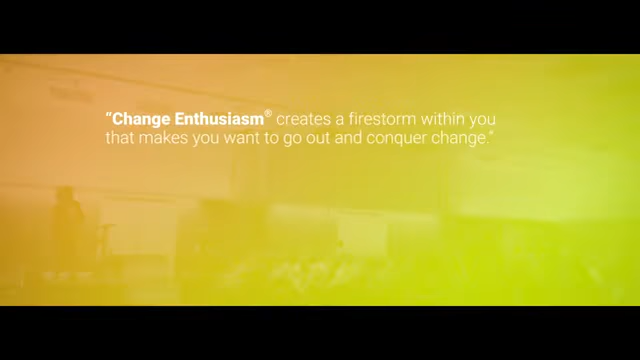 "Change Enthusiasm® creates a firestorm within you
that makes you want to go out and conquer change."